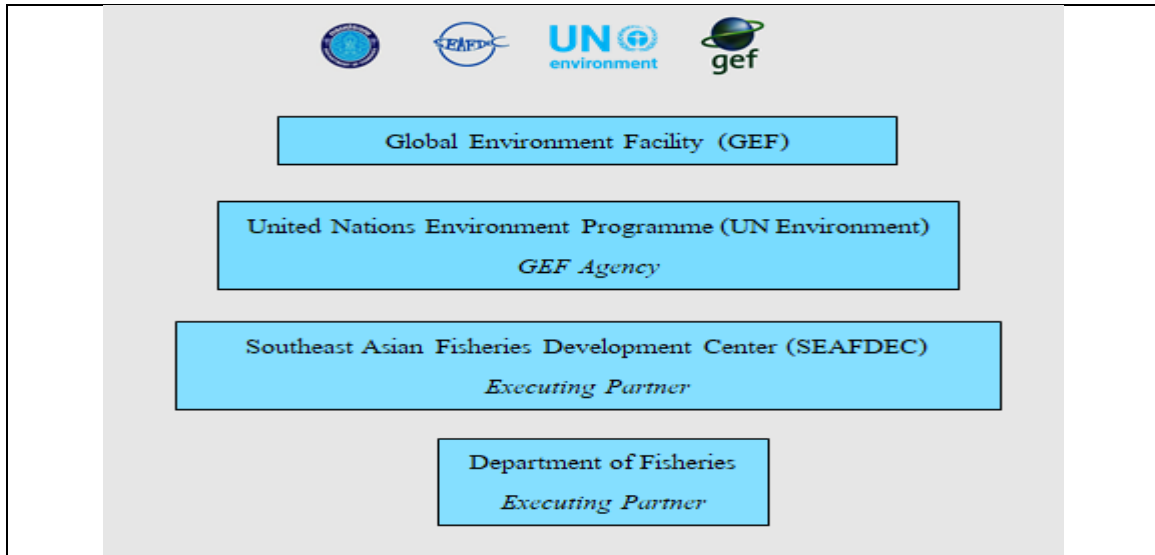 SEAFDEC
UN
environment
gef
Global Environment Facility (GEF)
United Nations Environment Programme (UN Environment)
GEF Agency
Southeast Asian Fisheries Development Center (SEAFDEC)
Executing Partner
Department of Fisheries
Executing Partner